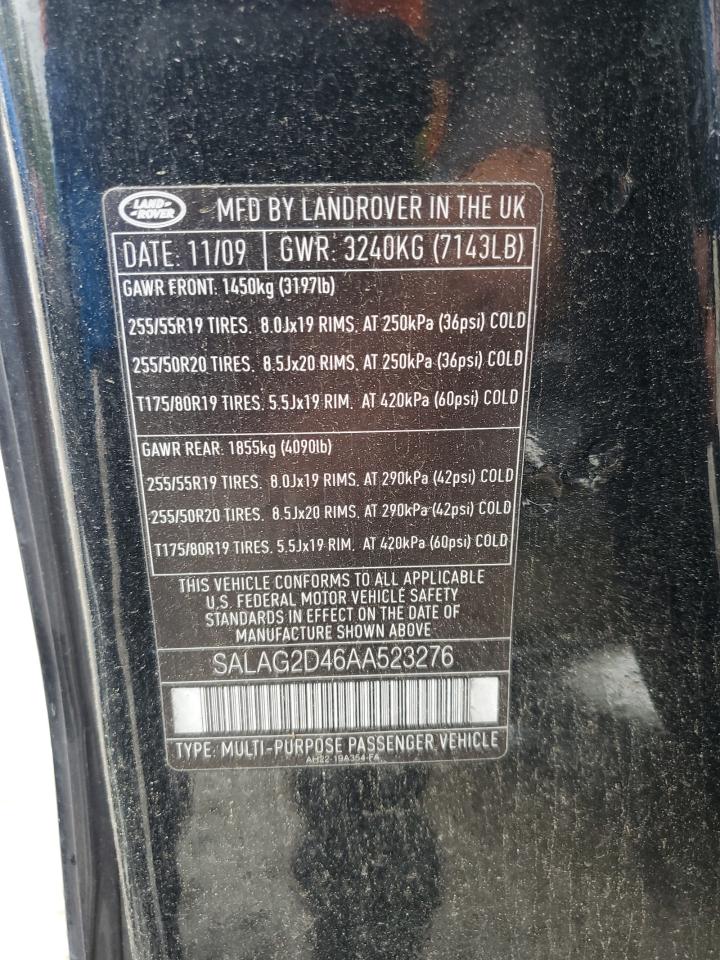 LAND-
-ROVER
MFD BY LANDROVER IN THE UK
DATE: 11/09 GWR: 3240KG (7143LB)
GAWR FRONT: 1450kg (3197lb)
255/55R19 TIRES. 8.0Jx19 RIMS. AT 250kPa (36psi) COLD
255/50R20 TIRES. 8.5Jx20 RIMS. AT 250kPa (36psi) COLD
T175/80R19 TIRES. 5.5Jx19 RIM. AT 420kPa (60psi) COLD
GAWR REAR: 1855kg (4090lb)
255/55R19 TIRES. 8.0Jx19 RIMS. AT 290kPa (42psi) COLD
255/50R20 TIRES. 8.5Jx20 RIMS. AT 290kPa (42psi) COLD
T175/80R19 TIRES. 5.5Jx19 RIM. AT 420kPa (60psi) COLD
THIS VEHICLE CONFORMS TO ALL APPLICABLE
U.S. FEDERAL MOTOR VEHICLE SAFETY
STANDARDS IN EFFECT ON THE DATE OF
MANUFACTURE SHOWN ABOVE.
SALAG2D46AA523276
TYPE: MULTI-PURPOSE PASSENGER VEHICLE
AH22-19A354-FA